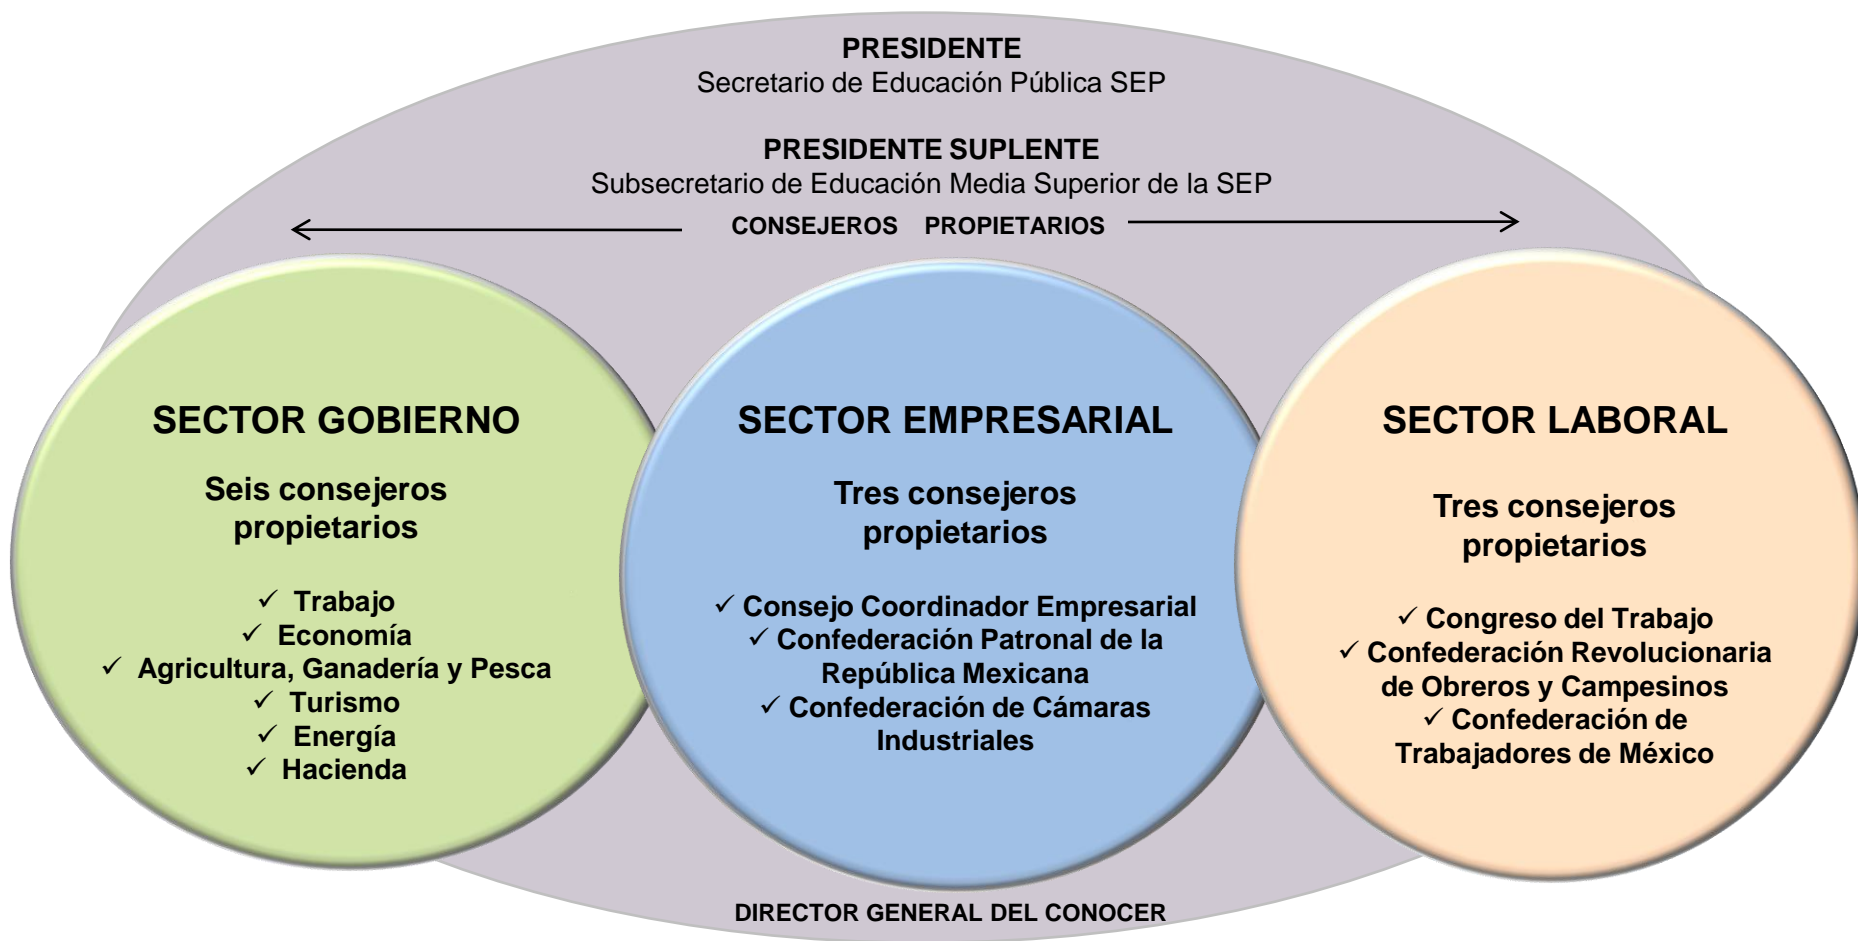 PRESIDENTE
Secretario de Educación Pública SEP
PRESIDENTE SUPLENTE
Subsecretario de Educación Media Superior de la SEP
CONSEJEROS PROPIETARIOS
SECTOR GOBIERNO
Seis consejeros
propietarios
✓ Trabajo
✓ Economía
✓ Agricultura, Ganadería y Pesca
✓ Turismo
✓ Energía
✓ Hacienda
SECTOR EMPRESARIAL
Tres consejeros
propietarios
✓ Consejo Coordinador Empresarial
✓ Confederación Patronal de la
República Mexicana
✓ Confederación de Cámaras
Industriales
SECTOR LABORAL
Tres consejeros
propietarios
✓ Congreso del Trabajo
✓ Confederación Revolucionaria
de Obreros y Campesinos
✓ Confederación de
Trabajadores de México
DIRECTOR GENERAL DEL CONOCER